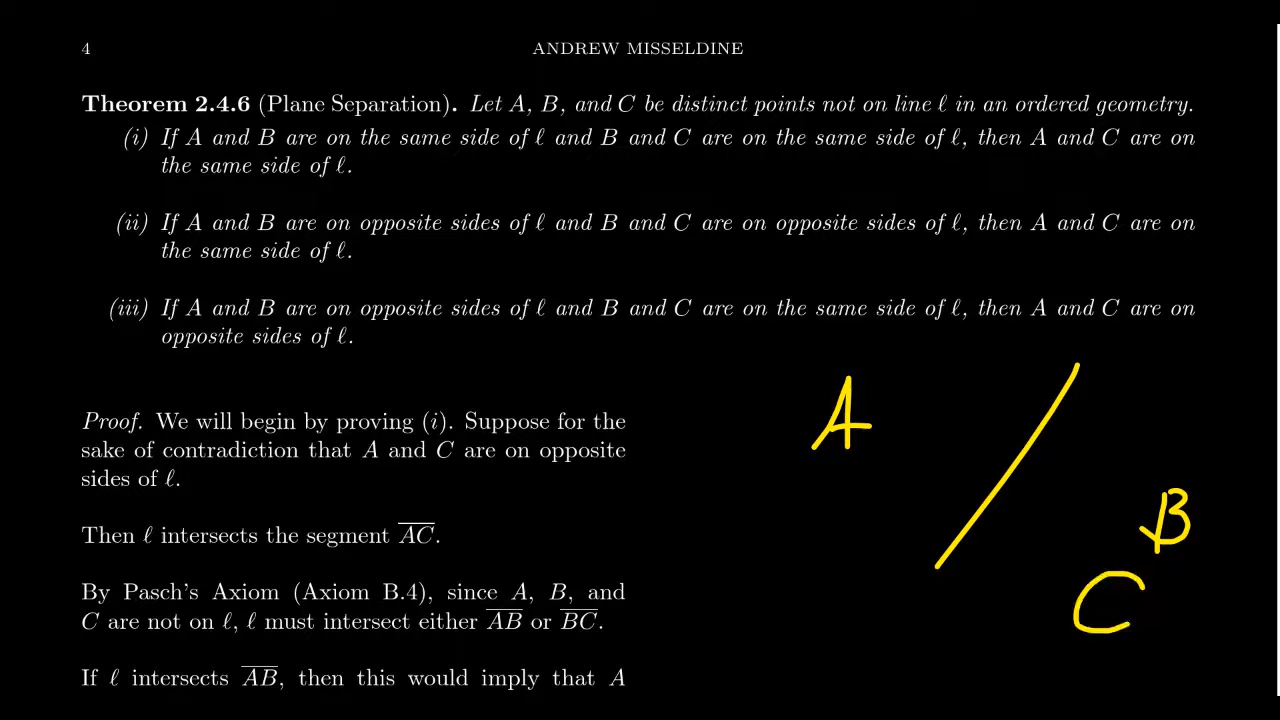 4 ANDREW MISSELDINE
Theorem 2.4.6 (Plane Separation). Let A, B, and C be distinct points not on line ℓ in an ordered geometry.
(i) If A and B are on the same side of ℓ and B and C are on the same side of ℓ, then A and C are on
the same side of ℓ.
(ii) If A and B are on opposite sides of ℓ and B and C are on opposite sides of ℓ, then A and C are on
the same side of ℓ.
(iii) If A and B are on opposite sides of ℓ and B and C are on the same side of ℓ, then A and C are on
opposite sides of ℓ.
Proof. We will begin by proving (i). Suppose for the
sake of contradiction that A and C are on opposite
sides of ℓ.
Then ℓ intersects the segment A̅C̅.
By Pasch's Axiom (Axiom B.4), since A, B, and
C are not on ℓ, ℓ must intersect either A̅B̅ or B̅C̅.
If ℓ intersects A̅B̅, then this would imply that A
A
B
C